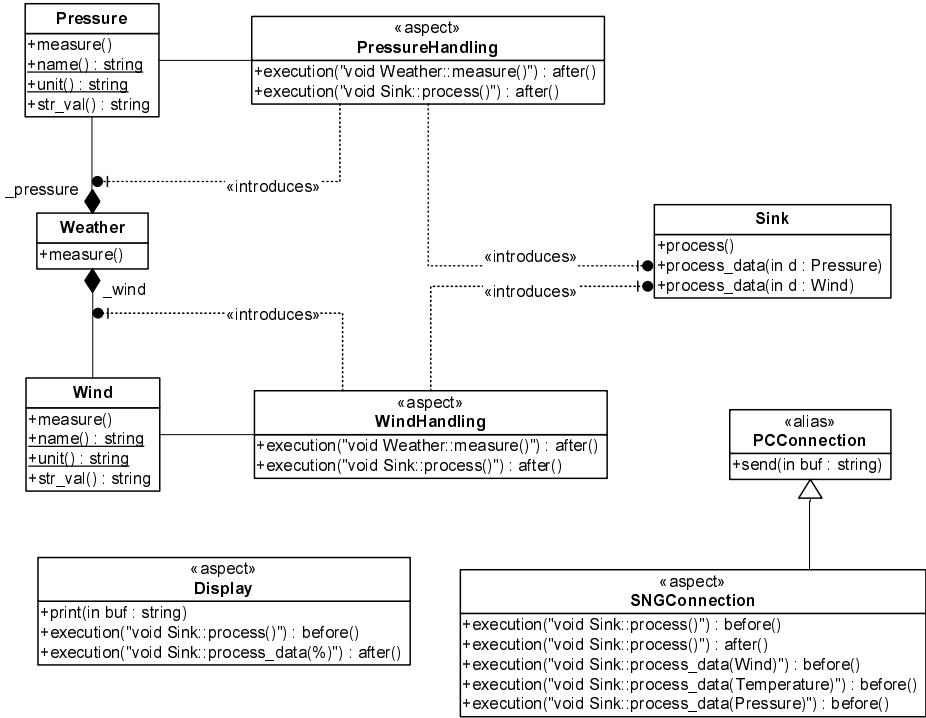 Pressure
+measure()
+name() : string
+unit() : string
+str_val() : string
«aspect»
PressureHandling
+execution("void Weather::measure()") : after()
+execution("void Sink::process()") : after()
_pressure
«introduces»
Weather
+measure()
_wind
«introduces»
«introduces»
«introduces»
Sink
+process()
+process_data(in d : Pressure)
+process_data(in d : Wind)
Wind
+measure()
+name() : string
+unit() : string
+str_val() : string
«aspect»
WindHandling
+execution("void Weather::measure()") : after()
+execution("void Sink::process()") : after()
«alias»
PCConnection
+send(in buf : string)
«aspect»
Display
+print(in buf : string)
+execution("void Sink::process()") : before()
+execution("void Sink::process_data(%)") : after()
«aspect»
SNGConnection
+execution("void Sink::process()") : before()
+execution("void Sink::process()") : after()
+execution("void Sink::process_data(Wind)") : before()
+execution("void Sink::process_data(Temperature)") : before()
+execution("void Sink::process_data(Pressure)") : before()